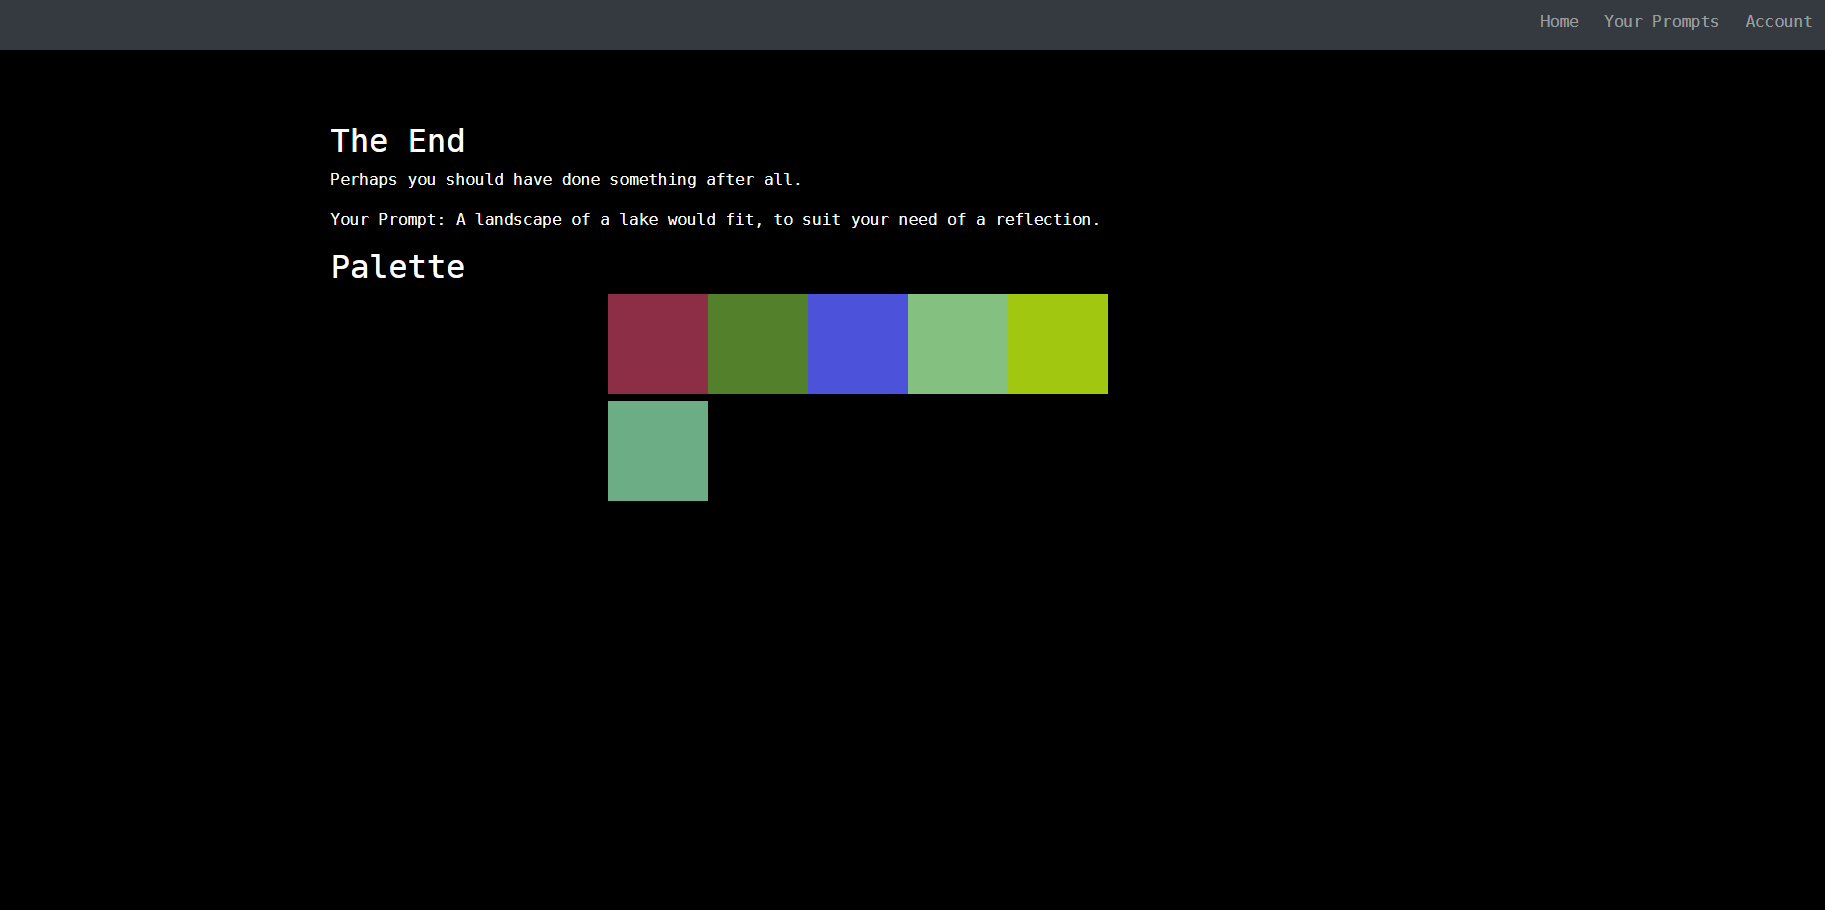 Home Your Prompts Account
The End
Perhaps you should have done something after all.
Your Prompt: A landscape of a lake would fit, to suit your need of a reflection.
Palette